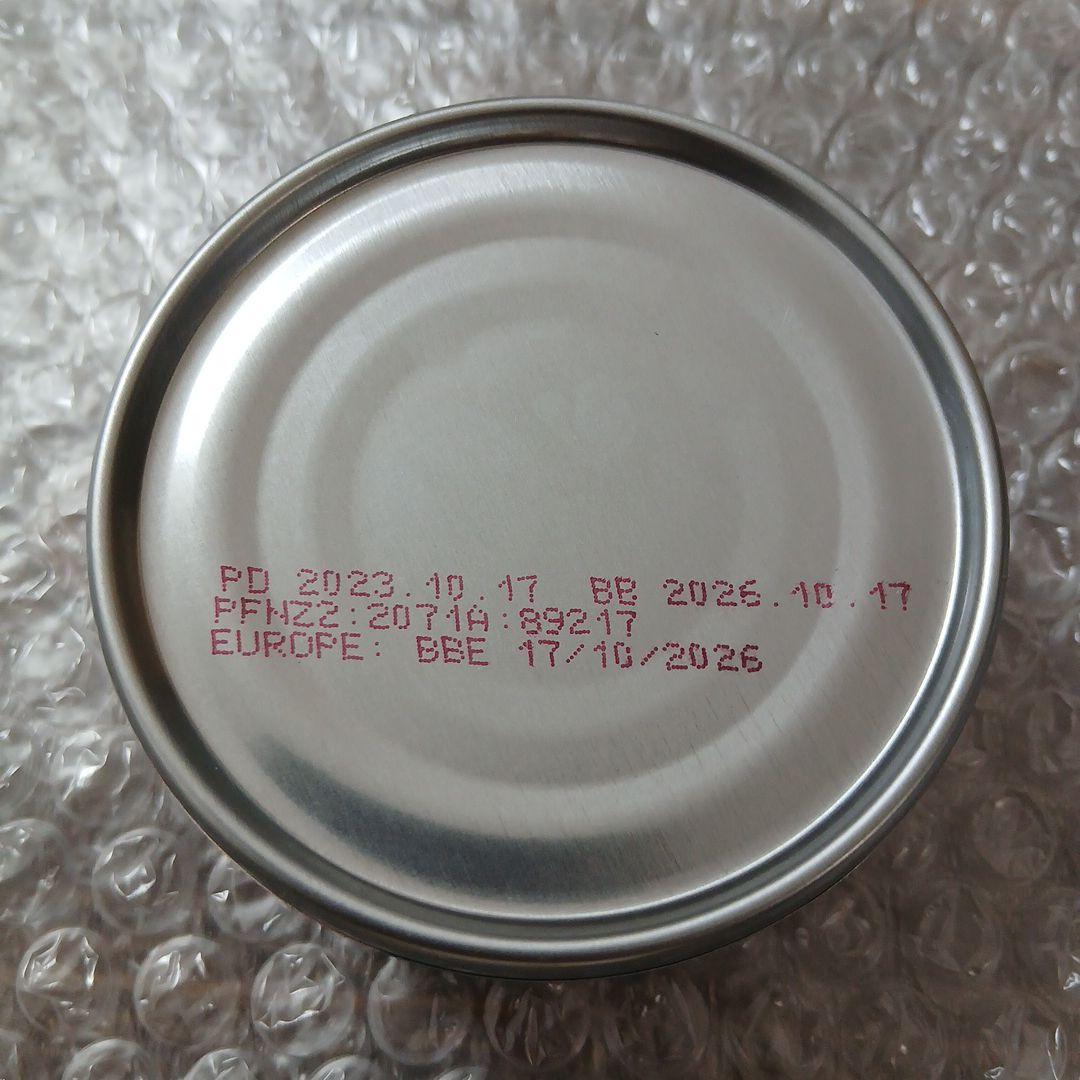 PD 2023.10.17 BB 2026.10.17
PFNZ2:2071A:89217
EUROPE: BBE 17/10/2026